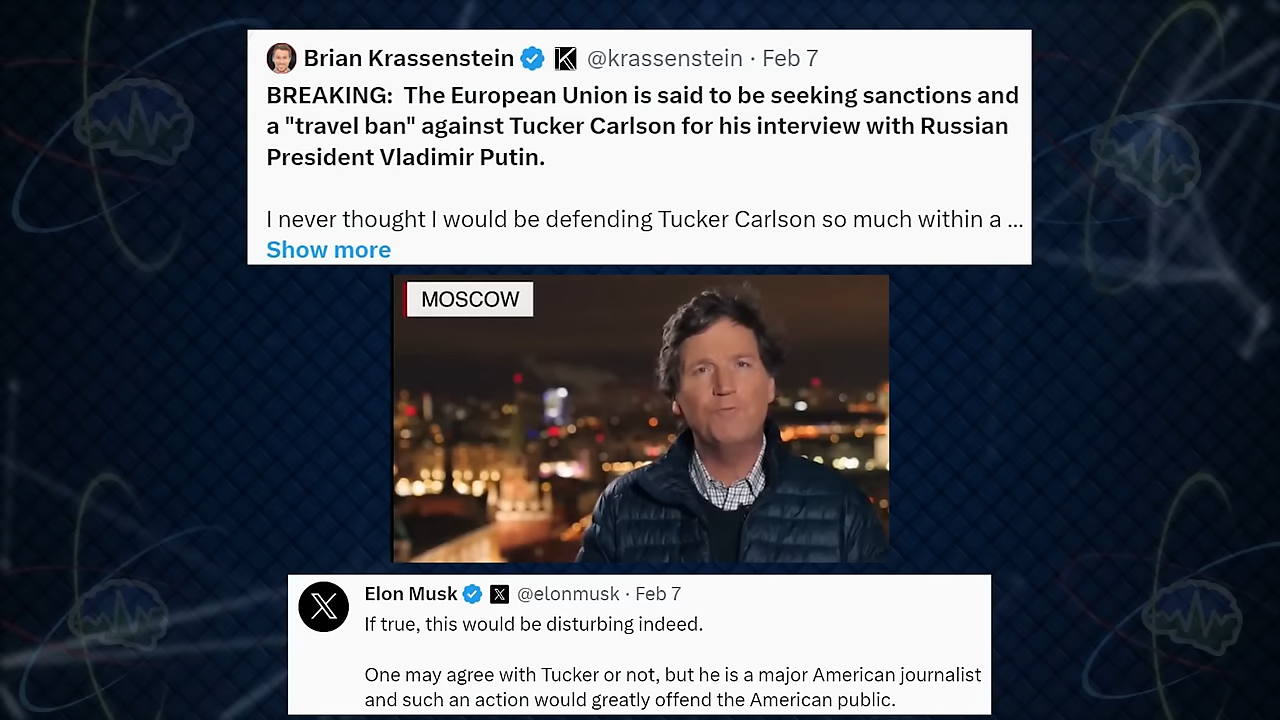 Brian Krassenstein @krassenstein · Feb 7
BREAKING: The European Union is said to be seeking sanctions and
a "travel ban" against Tucker Carlson for his interview with Russian
President Vladimir Putin.
I never thought I would be defending Tucker Carlson so much within a ...
Show more
MOSCOW
Elon Musk @elonmusk · Feb 7
If true, this would be disturbing indeed.
One may agree with Tucker or not, but he is a major American journalist
and such an action would greatly offend the American public.